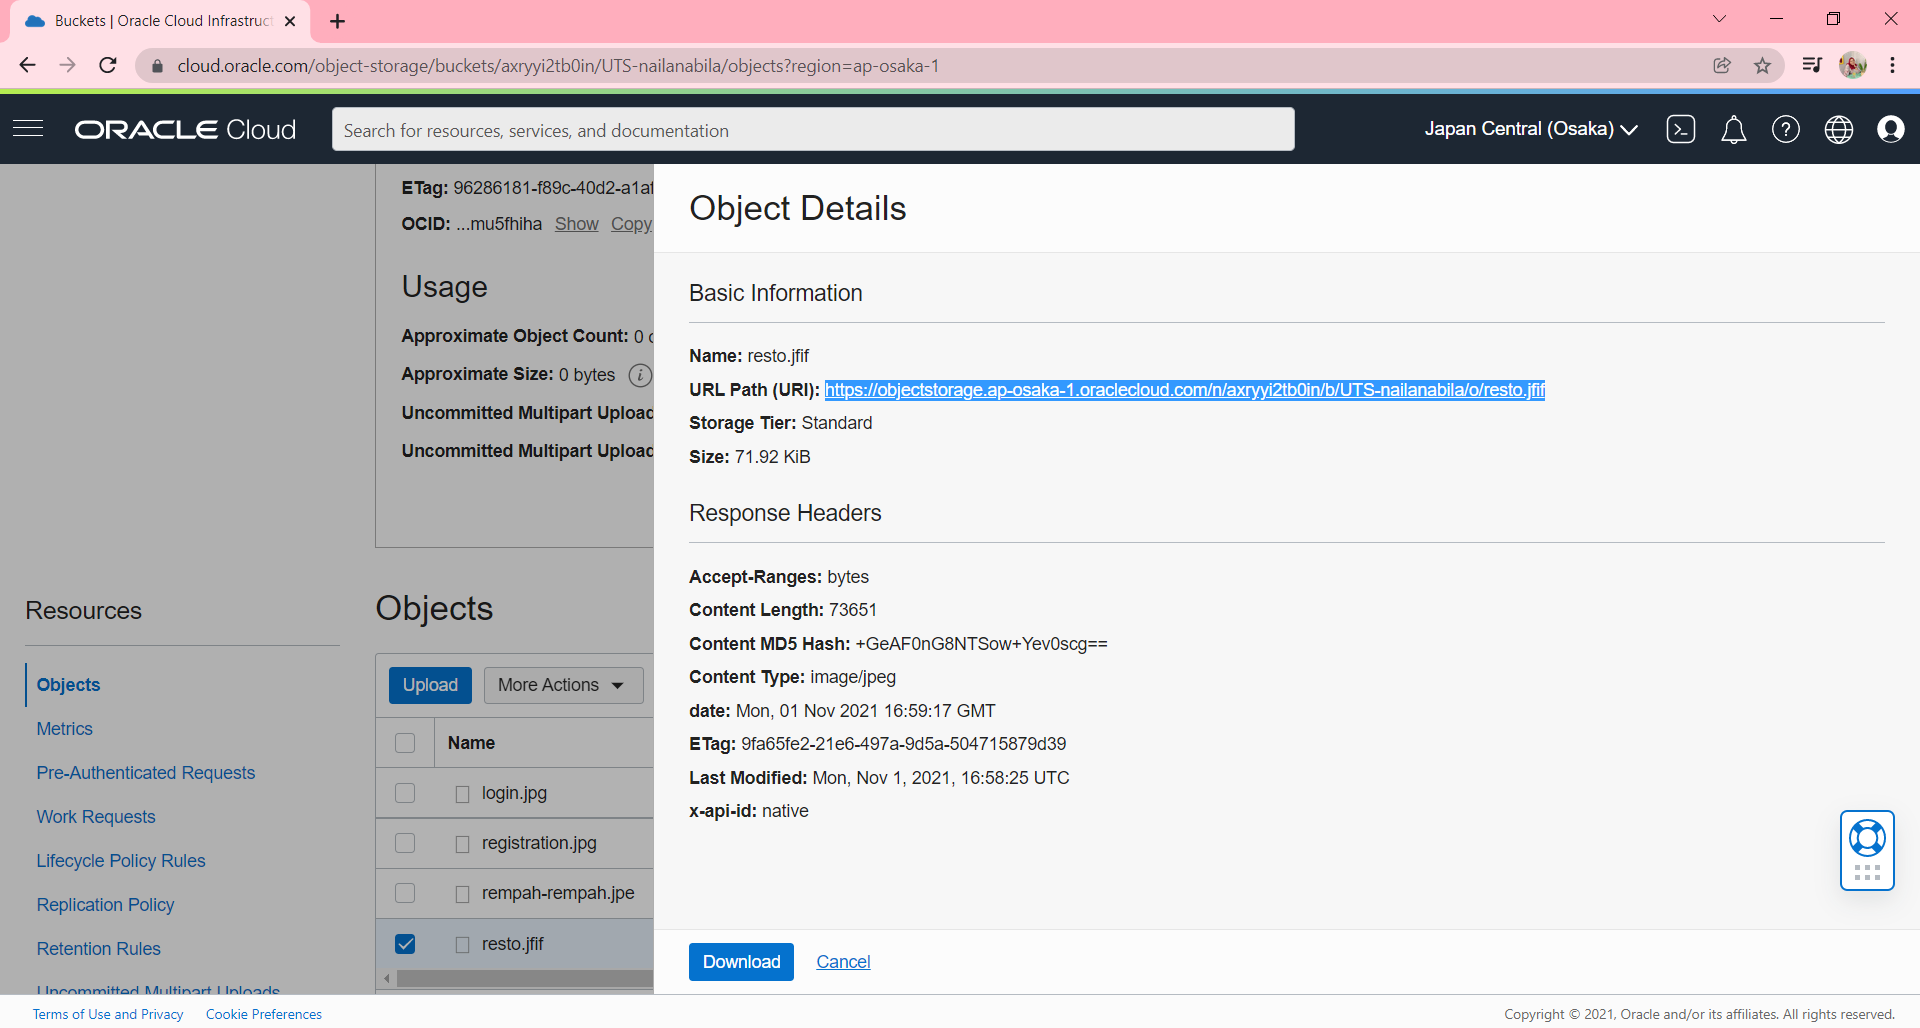 Buckets | Oracle Cloud Infrastruct
cloud.oracle.com/object-storage/buckets/axryyi2tb0in/UTS-nailanabila/objects?region=ap-osaka-1
ORACLE Cloud
Search for resources, services, and documentation
Japan Central (Osaka)
ETag: 96286181-f89c-40d2-a1af
OCID: ...mu5fhiha Show Copy
Usage
Approximate Object Count: 0
Approximate Size: 0 bytes
Uncommitted Multipart Upload
Uncommitted Multipart Upload
Resources
Objects
Metrics
Pre-Authenticated Requests
Work Requests
Lifecycle Policy Rules
Replication Policy
Retention Rules
Uncommitted Multipart Uploads
Objects
Upload More Actions
Name
login.jpg
registration.jpg
rempah-rempah.jpe
resto.jfif
Object Details
Basic Information
Name: resto.jfif
URL Path (URI): https://objectstorage.ap-osaka-1.oraclecloud.com/n/axryyi2tb0in/b/UTS-nailanabila/o/resto.jfif
Storage Tier: Standard
Size: 71.92 KiB
Response Headers
Accept-Ranges: bytes
Content Length: 73651
Content MD5 Hash: +GeAF0nG8NTSow+Yev0scg==
Content Type: image/jpeg
date: Mon, 01 Nov 2021 16:59:17 GMT
ETag: 9fa65fe2-21e6-497a-9d5a-504715879d39
Last Modified: Mon, Nov 1, 2021, 16:58:25 UTC
x-api-id: native
Download Cancel
Terms of Use and Privacy Cookie Preferences
Copyright © 2021, Oracle and/or its affiliates. All rights reserved.